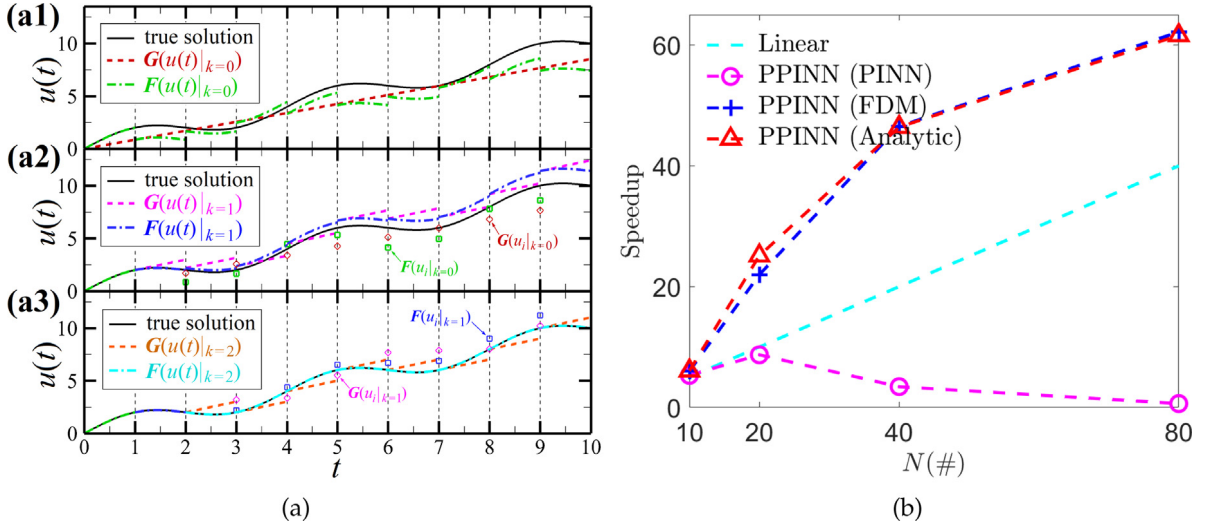 (a1)
u(t)
10
5
0
true solution
G(u(t)|k=0)
F(u(t)|k=0)
(a2)
u(t)
10
5
0
true solution
G(u(t)|k=1)
F(u(t)|k=1)
G(ui|k=0)
F(ui|k=0)
(a3)
u(t)
10
5
0
true solution
G(u(t)|k=2)
F(u(t)|k=2)
F(ui|k=1)
G(ui|k=1)
0 1 2 3 4 5 6 7 8 9 10
t
(a)
Speedup
60
40
20
0
Linear
PPINN (PINN)
PPINN (FDM)
PPINN (Analytic)
10 20 40 80
N(#)
(b)